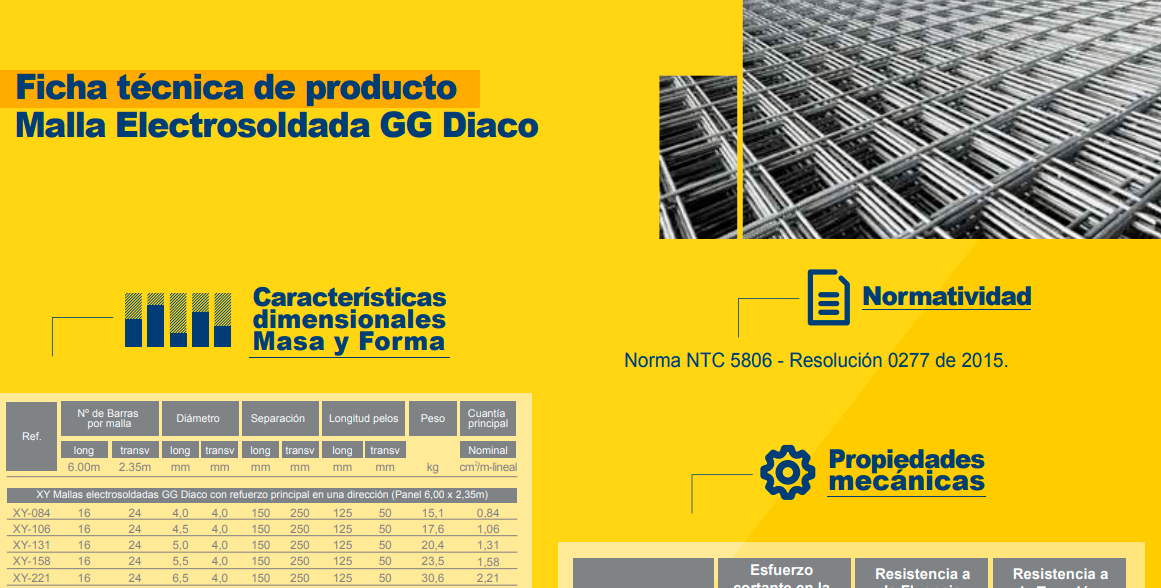 Ficha técnica de producto
Malla Electrosoldada GG Diaco
Características
dimensionales
Masa y Forma
Ref.
Nº de Barras
por malla
Diámetro
Separación
Longitud pelos
Peso
Cuantía
principal
long transv long transv long transv long transv Nominal
6.00m 2.35m mm mm mm mm mm mm kg cm²/m-lineal
XY Mallas electrosoldadas GG Diaco con refuerzo principal en una dirección (Panel 6,00 x 2,35m)
XY-084 16 24 4,0 4,0 150 250 125 50 15,1 0,84
XY-106 16 24 4,5 4,0 150 250 125 50 17,6 1,06
XY-131 16 24 5,0 4,0 150 250 125 50 20,4 1,31
XY-158 16 24 5,5 4,0 150 250 125 50 23,5 1,58
XY-221 16 24 6,5 4,0 150 250 125 50 30,6 2,21
Normatividad
Norma NTC 5806 - Resolución 0277 de 2015.
Propiedades
mecánicas
Esfuerzo
cortante en la
Resistencia a
Resistencia a